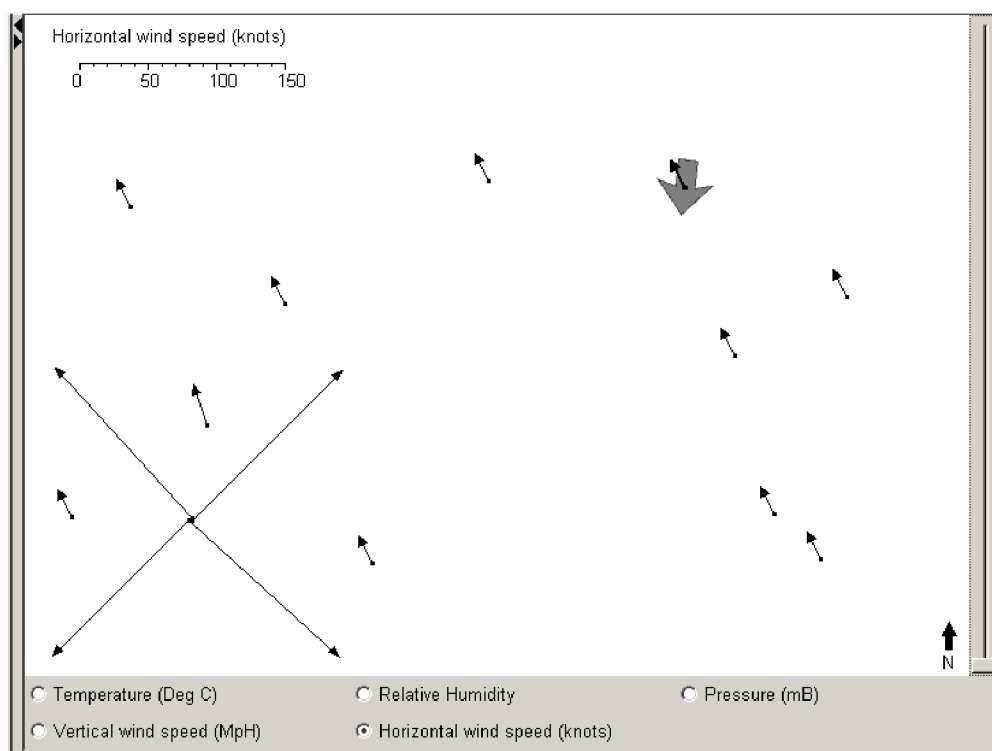 Horizontal wind speed (knots)
0 50 100 150
N
Temperature (Deg C) Relative Humidity Pressure (mB)
Vertical wind speed (MpH) Horizontal wind speed (knots)